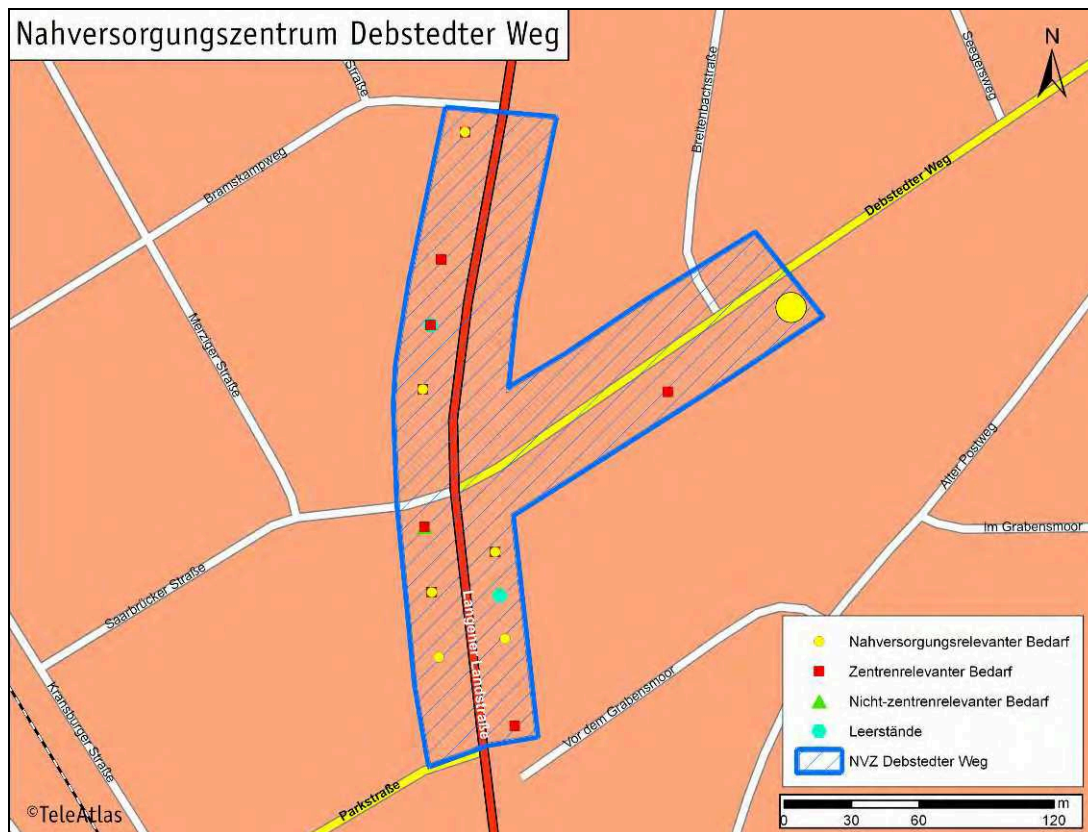 Nahversorgungszentrum Debstedter Weg
N
Straße
Bramskampweg
Breitenbachstraße
Seegersweg
Debstedter Weg
Merziger Straße
Alter Postweg
Im Grabensmoor
Saarbrücker Straße
Langener Landstraße
Vor dem Grabensmoor
Kransburger Straße
Parkstraße
Nahversorgungsrelevanter Bedarf
Zentrenrelevanter Bedarf
Nicht-zentrenrelevanter Bedarf
Leerstände
NVZ Debstedter Weg
m
0 30 60 120
©TeleAtlas